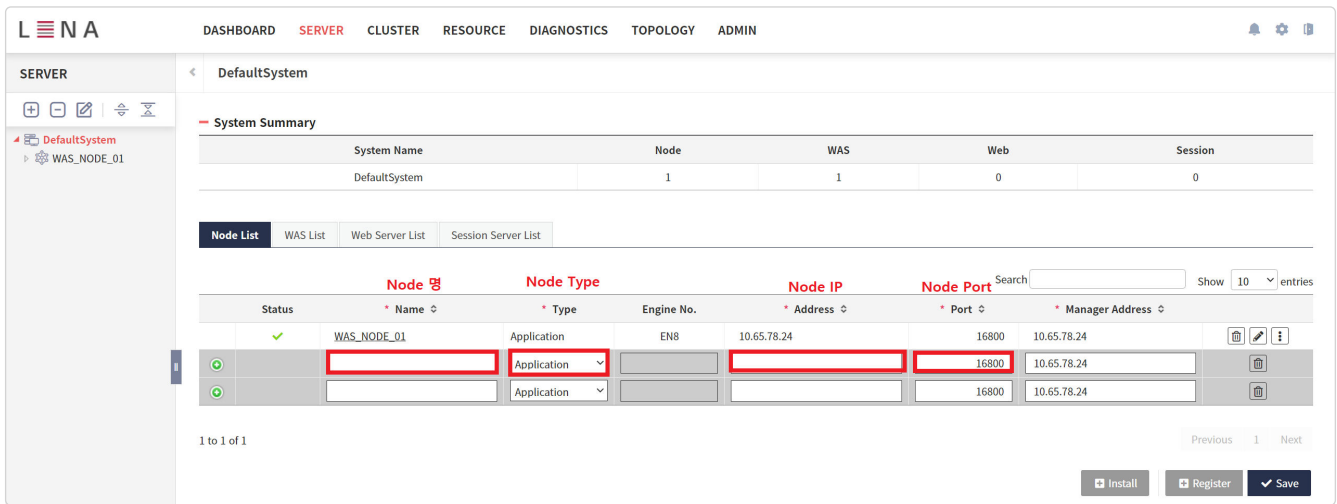 LENA DASHBOARD SERVER CLUSTER RESOURCE DIAGNOSTICS TOPOLOGY ADMIN
SERVER DefaultSystem
DefaultSystem
WAS_NODE_01
System Summary
System Name Node WAS Web Session
DefaultSystem 1 1 0 0
Node List WAS List Web Server List Session Server List
Node 명 Node Type Node IP Node Port Search Show 10 entries
Status * Name * Type Engine No. * Address * Port * Manager Address
WAS_NODE_01 Application EN8 10.65.78.24 16800 10.65.78.24
Application 16800 10.65.78.24
Application 16800 10.65.78.24
1 to 1 of 1 Previous 1 Next
Install Register Save